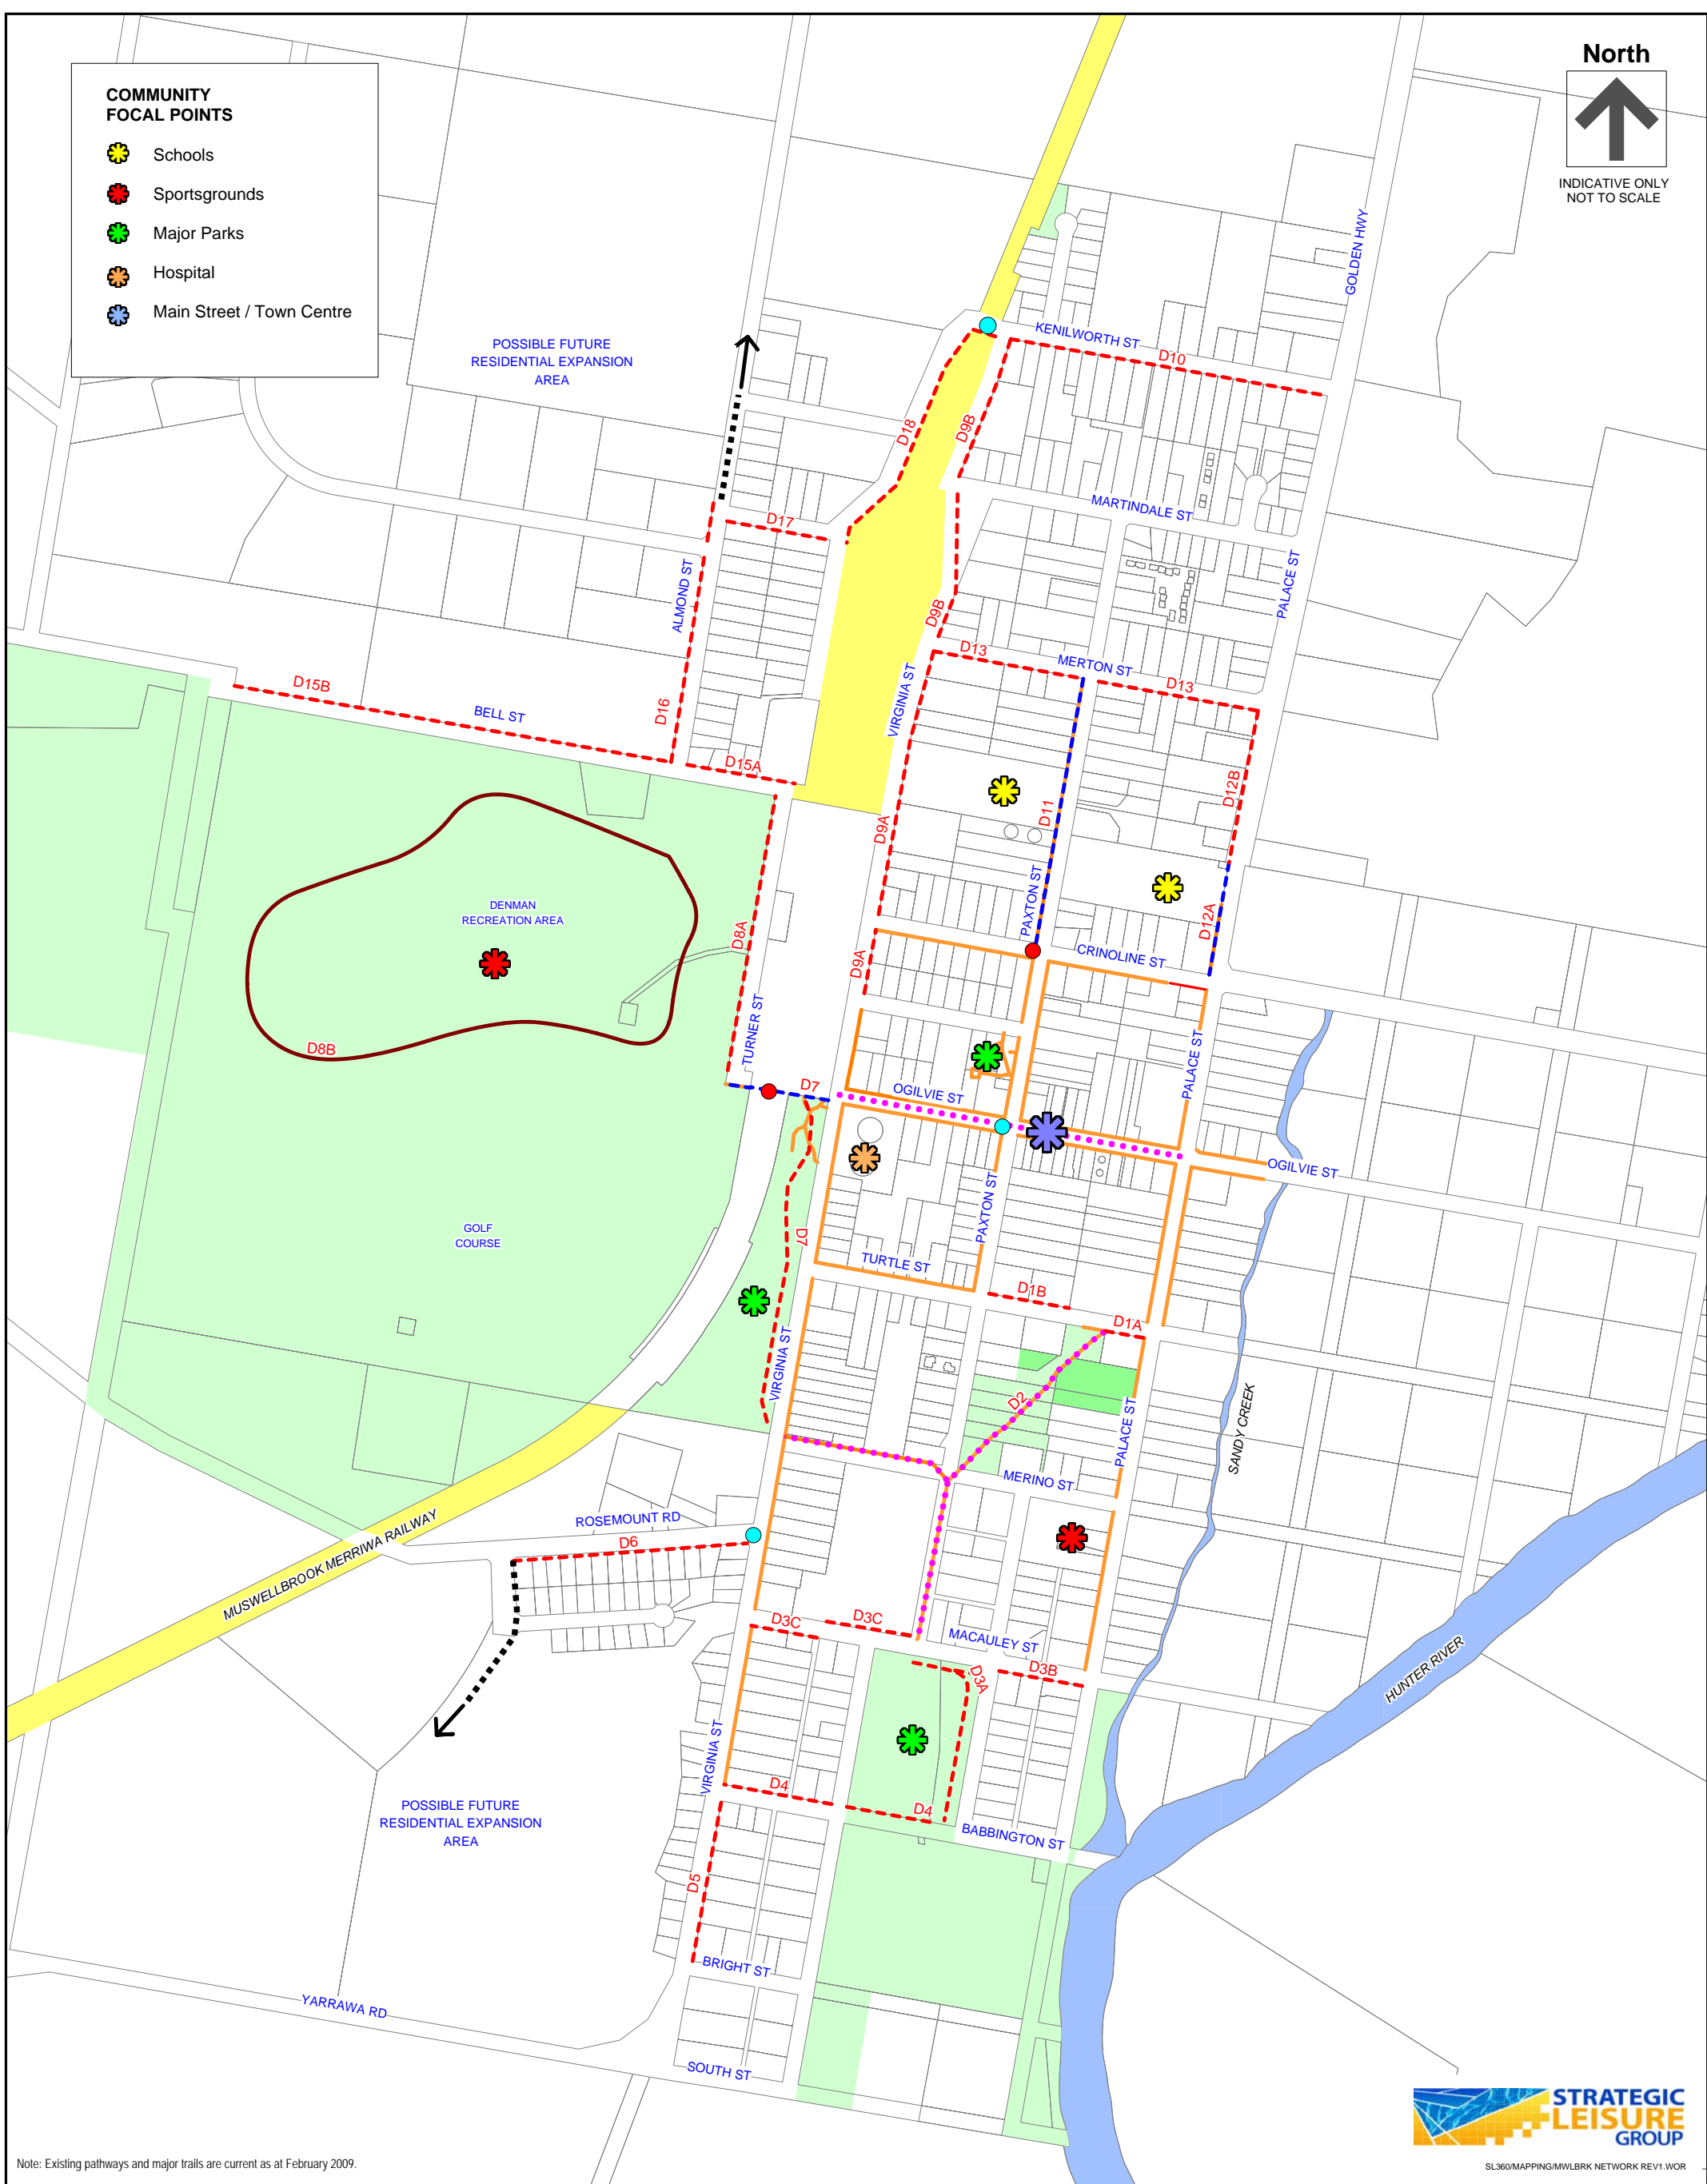 COMMUNITY
FOCAL POINTS
Schools
Sportsgrounds
Major Parks
Hospital
Main Street / Town Centre
North
INDICATIVE ONLY
NOT TO SCALE
GOLDEN HWY
POSSIBLE FUTURE
RESIDENTIAL EXPANSION
AREA
KENILWORTH ST
D10
D18
D9B
MARTINDALE ST
D17
ALMOND ST
PALACE ST
D9B
D13
MERTON ST
D13
D15B
BELL ST
D16
VIRGINIA ST
D15A
D12B
D11
D9A
DENMAN
RECREATION AREA
PAXTON ST
D12A
D8A
CRINOLINE ST
D9A
TURNER ST
D8B
PALACE ST
D7
OGILVIE ST
OGILVIE ST
PAXTON ST
GOLF
COURSE
D7
TURTLE ST
D1B
D1A
VIRGINIA ST
D2
PALACE ST
SANDY CREEK
MERINO ST
ROSEMOUNT RD
D6
MUSWELLBROOK MERRIWA RAILWAY
D3C
D3C
MACAULEY ST
D3B
D3A
HUNTER RIVER
VIRGINIA ST
D4
D4
POSSIBLE FUTURE
RESIDENTIAL EXPANSION
AREA
BABBINGTON ST
D5
BRIGHT ST
YARRAWA RD
SOUTH ST
STRATEGIC
LEISURE
GROUP
Note: Existing pathways and major trails are current as at February 2009.
SL360/MAPPING/MWLBRK NETWORK REV1.WOR